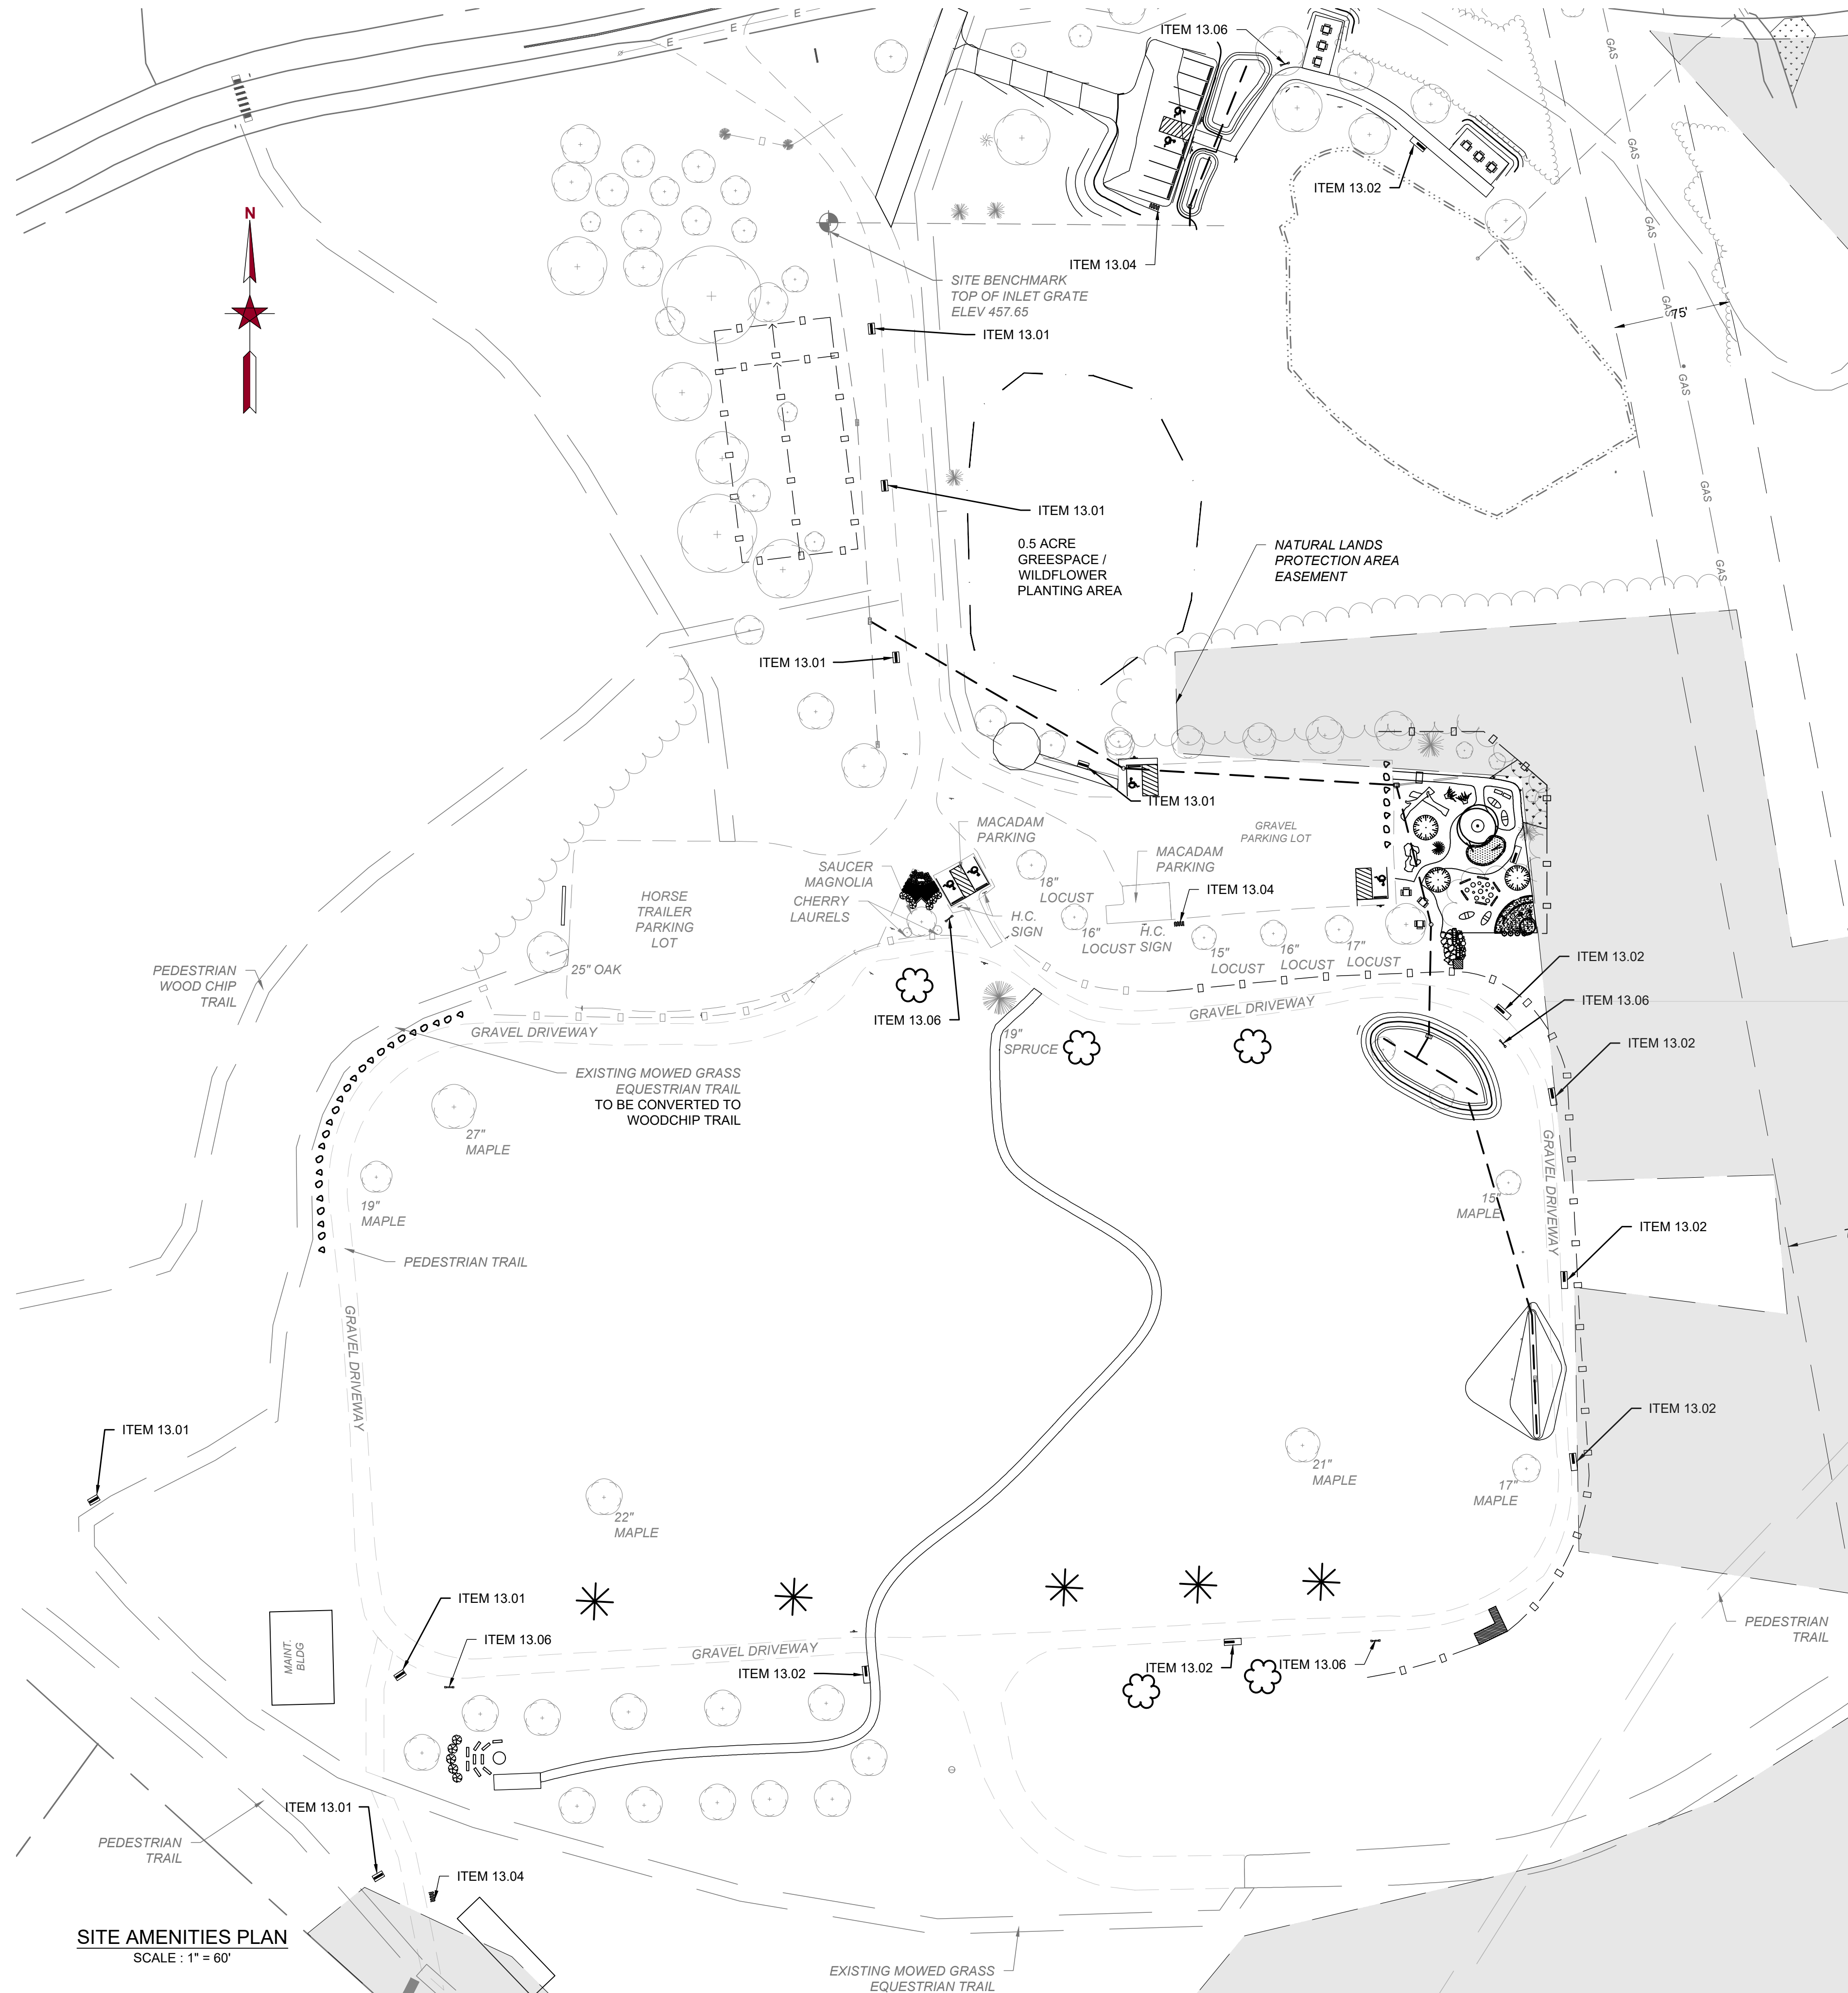 E
E
ITEM 13.06
GAS
N
GAS
ITEM 13.02
GAS
ITEM 13.04
SITE BENCHMARK
TOP OF INLET GRATE
ELEV 457.65
GAS
75'
ITEM 13.01
GAS
GAS
ITEM 13.01
0.5 ACRE
GREESPACE /
WILDFLOWER
PLANTING AREA
NATURAL LANDS
PROTECTION AREA
EASEMENT
GAS
ITEM 13.01
ITEM 13.01
MACADAM
PARKING
GRAVEL
PARKING LOT
MACADAM
PARKING
SAUCER
MAGNOLIA
CHERRY
LAURELS
HORSE
TRAILER
PARKING
LOT
18"
LOCUST
ITEM 13.04
H.C.
SIGN
16"
LOCUST
H.C.
SIGN
15"
LOCUST
16"
LOCUST
17"
LOCUST
25" OAK
PEDESTRIAN
WOOD CHIP
TRAIL
ITEM 13.02
ITEM 13.06
ITEM 13.06
GRAVEL DRIVEWAY
GRAVEL DRIVEWAY
19"
SPRUCE
ITEM 13.02
EXISTING MOWED GRASS
EQUESTRIAN TRAIL
TO BE CONVERTED TO
WOODCHIP TRAIL
27"
MAPLE
GRAVEL DRIVEWAY
19"
MAPLE
15"
MAPLE
ITEM 13.02
PEDESTRIAN TRAIL
GRAVEL DRIVEWAY
ITEM 13.02
ITEM 13.01
21"
MAPLE
17"
MAPLE
22"
MAPLE
ITEM 13.01
MAINT.
BLDG
ITEM 13.06
GRAVEL DRIVEWAY
ITEM 13.02
ITEM 13.02
ITEM 13.06
PEDESTRIAN
TRAIL
ITEM 13.01
PEDESTRIAN
TRAIL
ITEM 13.04
SITE AMENITIES PLAN
SCALE : 1" = 60'
EXISTING MOWED GRASS
EQUESTRIAN TRAIL